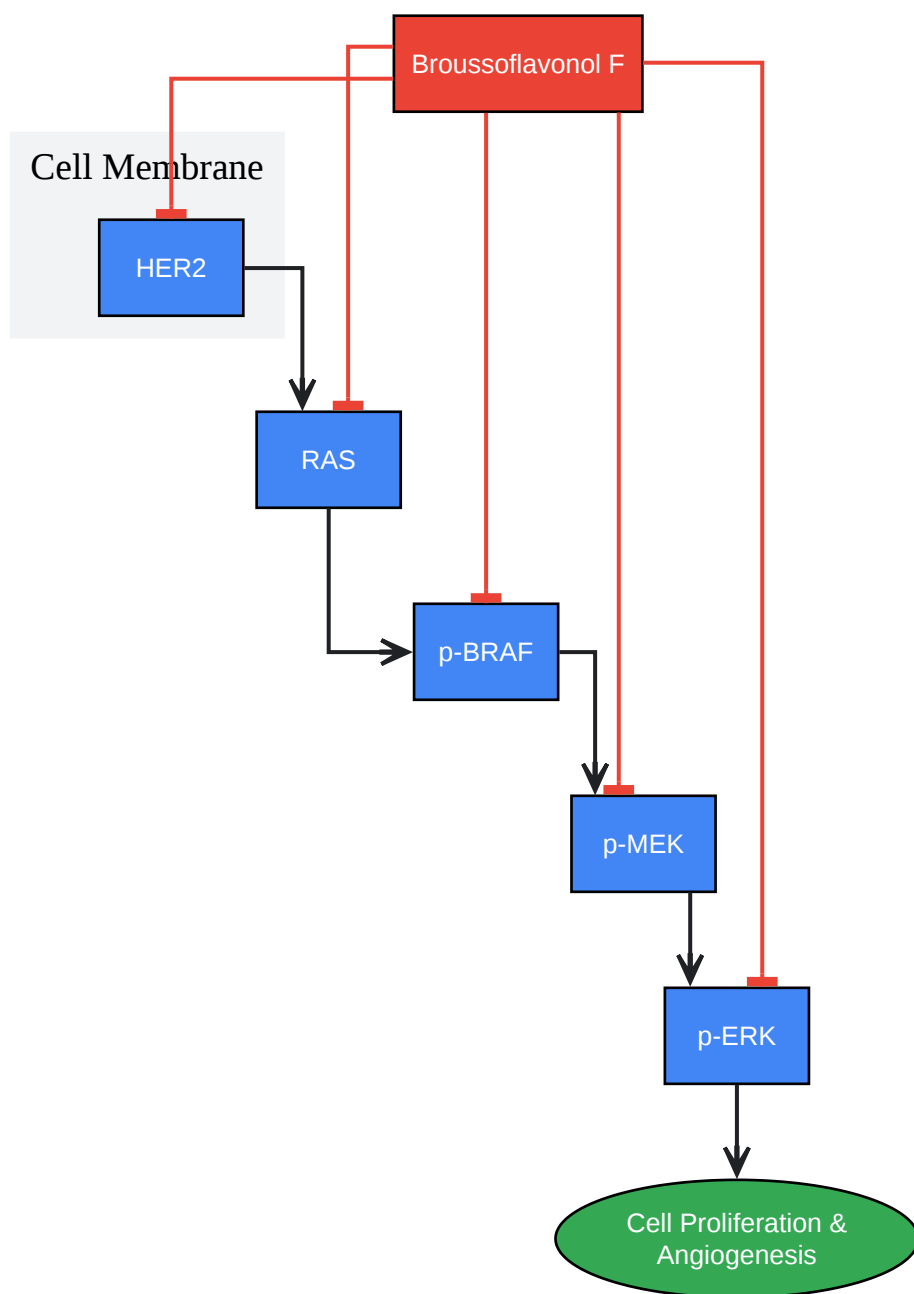 Broussoflavonol F
Cell Membrane
HER2
RAS
p-BRAF
p-MEK
p-ERK
Cell Proliferation &
Angiogenesis